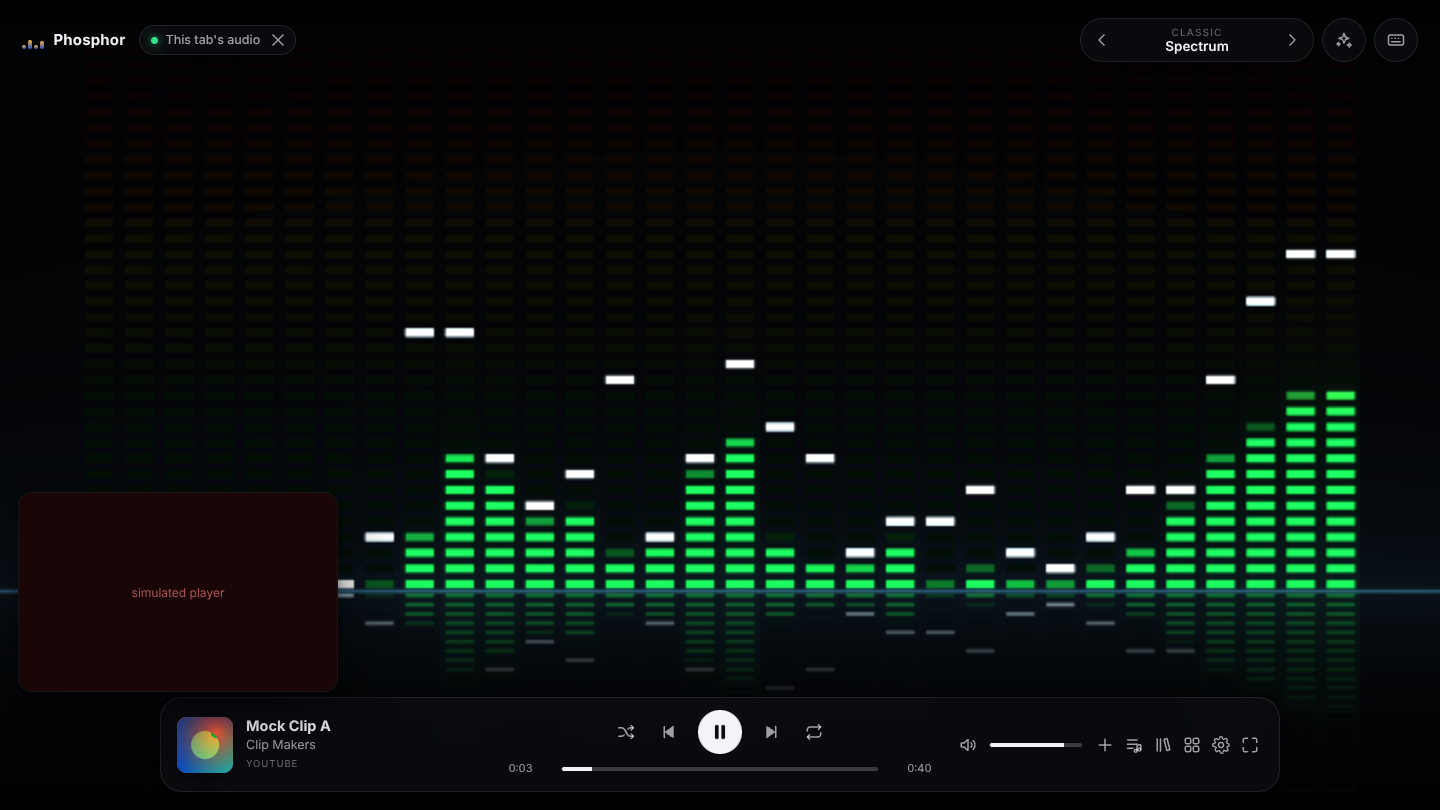 Phosphor
This tab's audio
CLASSIC
Spectrum
simulated player
Mock Clip A
Clip Makers
YOUTUBE
0:03
0:40